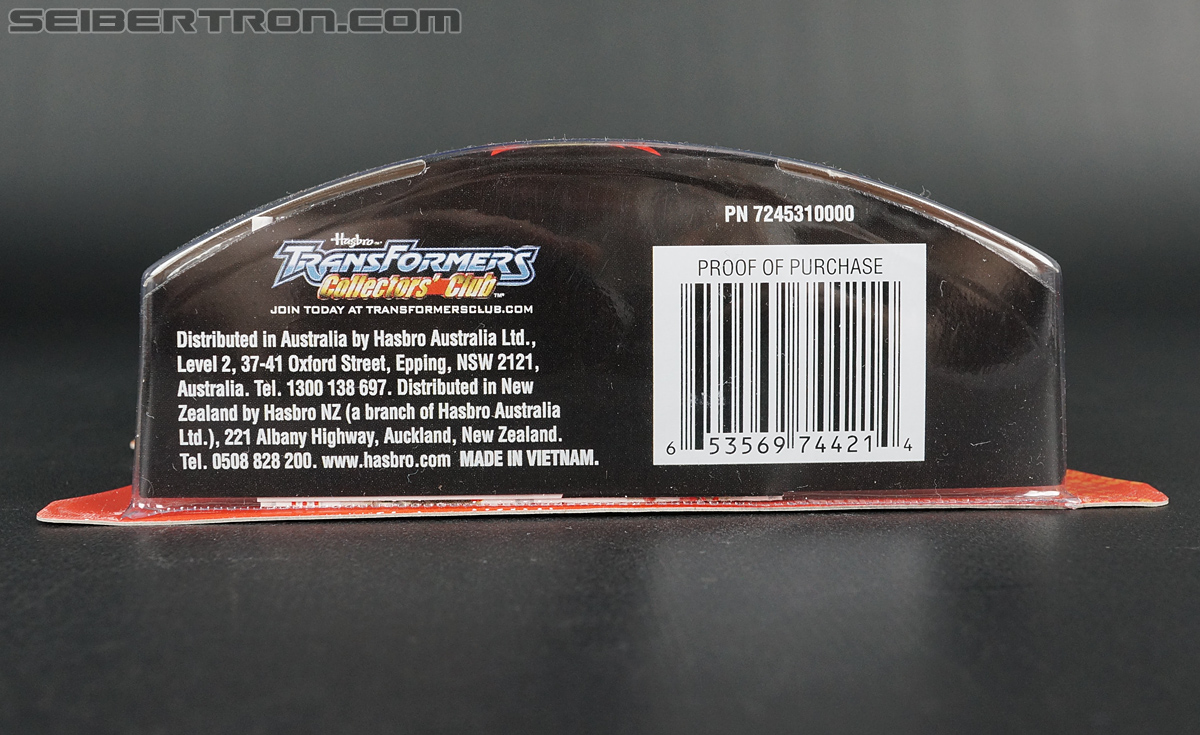 SEIBERTRON.COM
PN 7245310000
Hasbro
TRANSFORMERS
Collectors' Club™
JOIN TODAY AT TRANSFORMERSCLUB.COM
Distributed in Australia by Hasbro Australia Ltd.,
Level 2, 37-41 Oxford Street, Epping, NSW 2121,
Australia. Tel. 1300 138 697. Distributed in New
Zealand by Hasbro NZ (a branch of Hasbro Australia
Ltd.), 221 Albany Highway, Auckland, New Zealand.
Tel. 0508 828 200. www.hasbro.com MADE IN VIETNAM.
PROOF OF PURCHASE
6 53569 74421 4